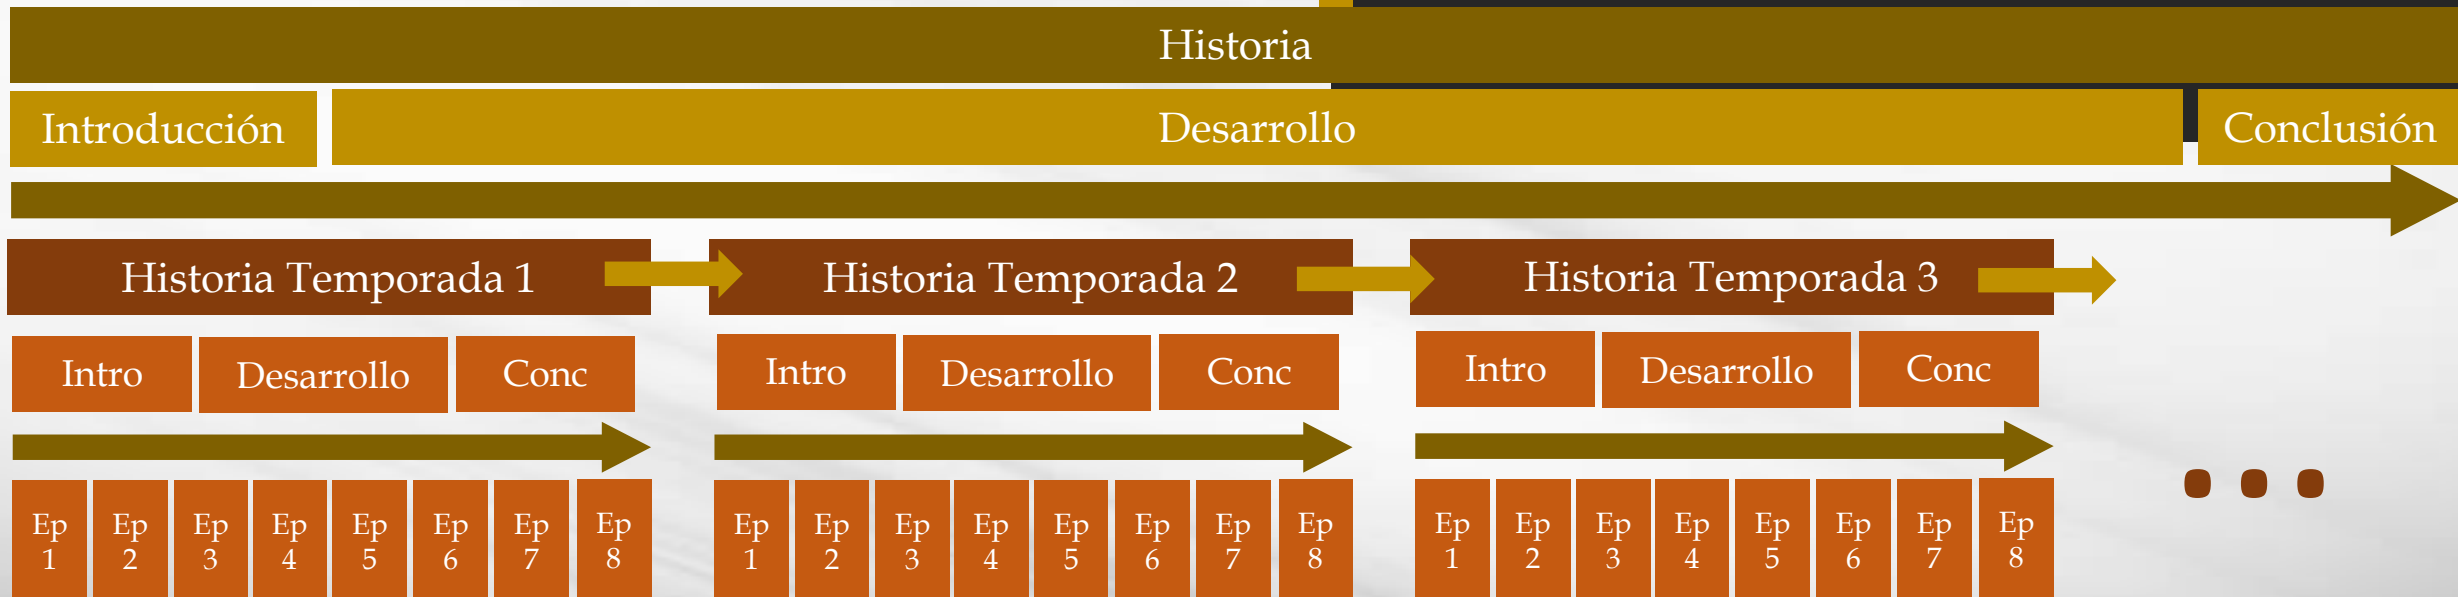 Historia
Introducción Desarrollo Conclusión
Historia Temporada 1 Historia Temporada 2 Historia Temporada 3
Intro Desarrollo Conc Intro Desarrollo Conc Intro Desarrollo Conc
...
Ep Ep Ep Ep Ep Ep Ep Ep Ep Ep Ep Ep Ep Ep Ep Ep Ep Ep Ep Ep Ep Ep Ep Ep
1 2 3 4 5 6 7 8 1 2 3 4 5 6 7 8 1 2 3 4 5 6 7 8